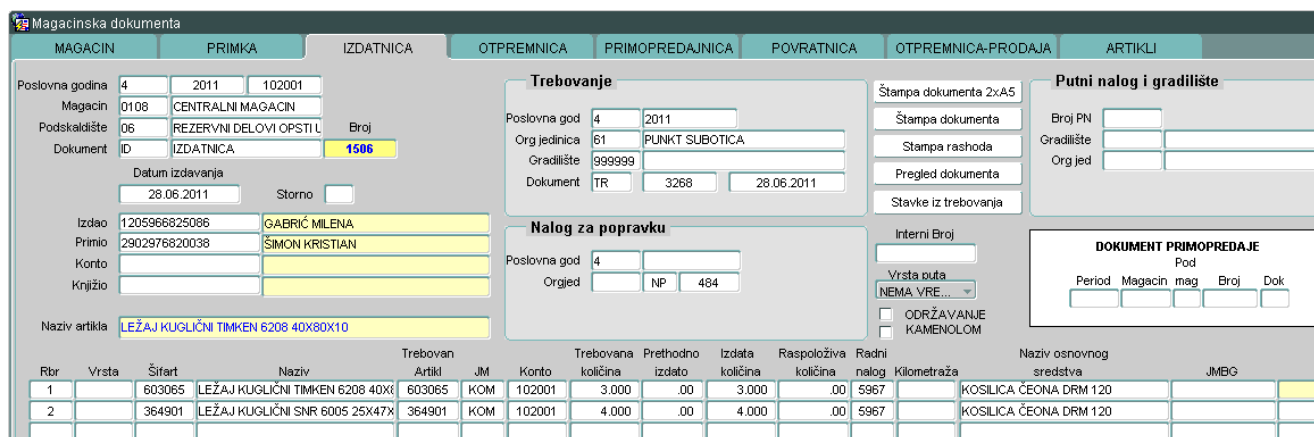 Magacinska dokumenta
MAGACIN PRIMKA IZDATNICA OTPREMNICA PRIMOPREDAJNICA POVRATNICA OTPREMNICA-PRODAJA ARTIKLI
Poslovna godina 4 2011 102001
Magacin 0108 CENTRALNI MAGACIN
Podskaldište 06 REZERVNI DELOVI OPSTI U Broj
Dokument ID IZDATNICA 1506
Datum izdavanja
28.06.2011 Storno
Izdao 1205966825086 GABRIĆ MILENA
Primio 2902976820038 ŠIMON KRISTIAN
Konto
Knjižio
Naziv artikla LEŽAJ KUGLIČNI TIMKEN 6208 40X80X10
Trebovanje
Poslovna god 4 2011
Org jedinica 61 PUNKT SUBOTICA
Gradilište 999999
Dokument TR 3268 28.06.2011
Nalog za popravku
Poslovna god 4
Orgjed NP 484
Štampa dokumenta 2xA5
Štampa dokumenta
Stampa rashoda
Pregled dokumenta
Stavke iz trebovanja
Interni Broj
Vrsta puta
NEMA VRE...
ODRŽAVANJE
KAMENOLOM
Putni nalog i gradilište
Broj PN
Gradilište
Org jed
DOKUMENT PRIMOPREDAJE
Pod
Period Magacin mag Broj Dok
Trebovan Trebovana Prethodno Izdata Raspoloživa Radni Naziv osnovnog
Rbr Vrsta Šifart Naziv Artikl JM Konto količina izdato količina količina nalog Kilometraža sredstva JMBG
1 603065 LEŽAJ KUGLIČNI TIMKEN 6208 40X8 603065 KOM 102001 3.000 .00 3.000 .00 5967 KOSILICA ČEONA DRM 120
2 364901 LEŽAJ KUGLIČNI SNR 6005 25X47X 364901 KOM 102001 4.000 .00 4.000 .00 5967 KOSILICA ČEONA DRM 120